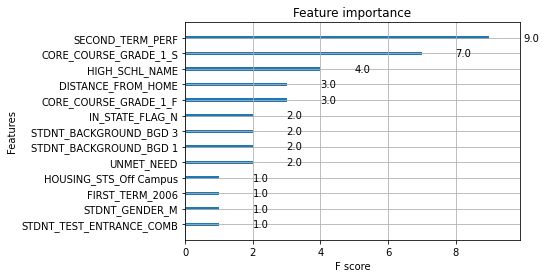 Feature importance
SECOND_TERM_PERF 9.0
CORE_COURSE_GRADE_1_S 7.0
HIGH_SCHL_NAME 4.0
DISTANCE_FROM_HOME 3.0
CORE_COURSE_GRADE_1_F 3.0
IN_STATE_FLAG_N 2.0
STDNT_BACKGROUND_BGD 3 2.0
STDNT_BACKGROUND_BGD 1 2.0
UNMET_NEED 2.0
HOUSING_STS_Off Campus 1.0
FIRST_TERM_2006 1.0
STDNT_GENDER_M 1.0
STDNT_TEST_ENTRANCE_COMB 1.0
Features
0 2 4 6 8
F score